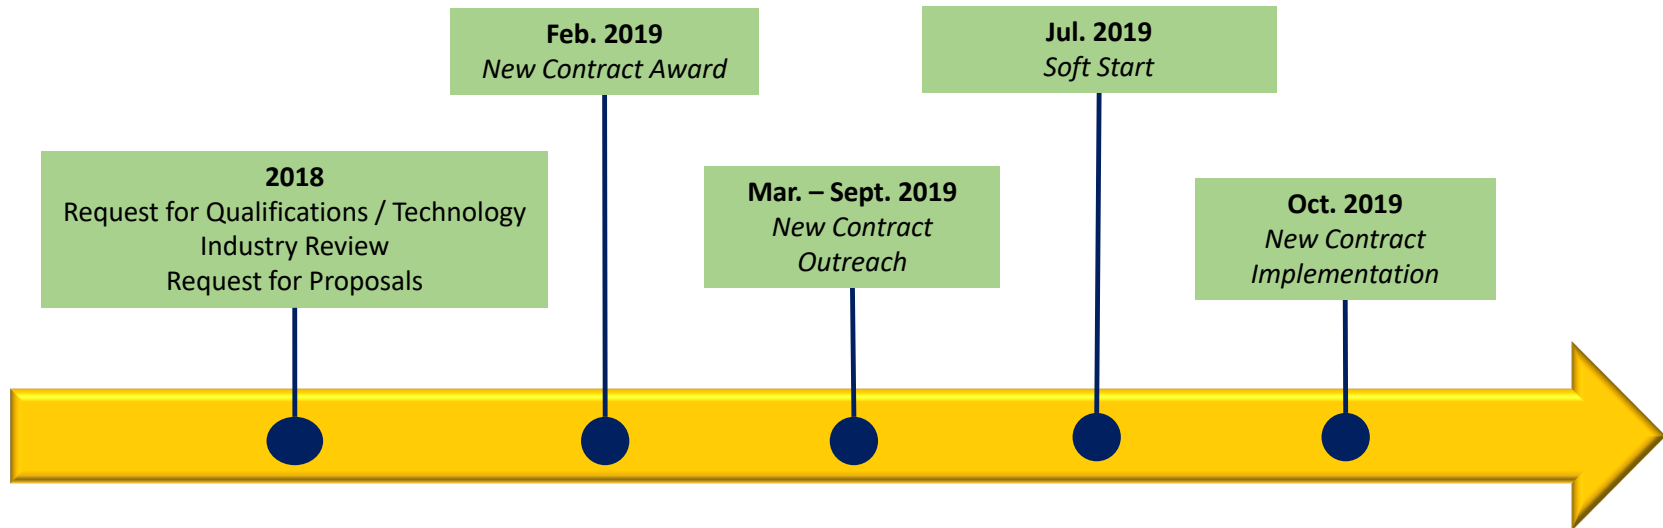 2018
Request for Qualifications / Technology
Industry Review
Request for Proposals
Feb. 2019
New Contract Award
Mar. – Sept. 2019
New Contract
Outreach
Jul. 2019
Soft Start
Oct. 2019
New Contract
Implementation